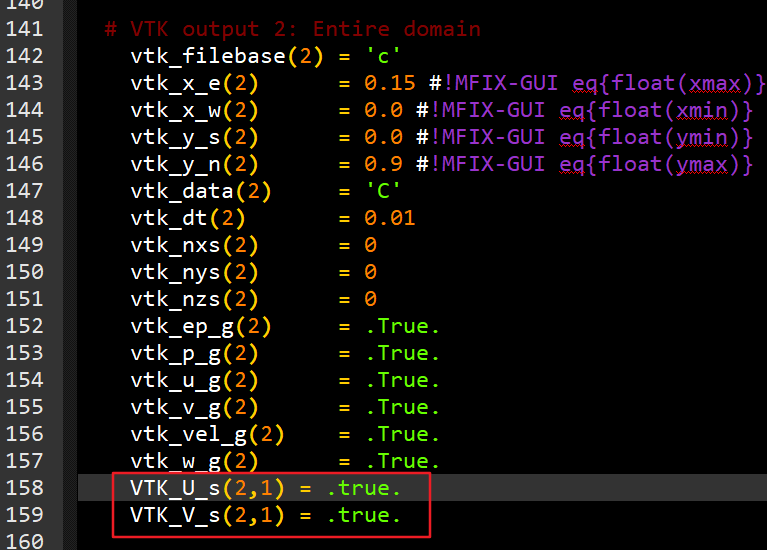 140
141 # VTK output 2: Entire domain
142 vtk_filebase(2) = 'c'
143 vtk_x_e(2) = 0.15 #!MFIX-GUI eq{float(xmax)}
144 vtk_x_w(2) = 0.0 #!MFIX-GUI eq{float(xmin)}
145 vtk_y_s(2) = 0.0 #!MFIX-GUI eq{float(ymin)}
146 vtk_y_n(2) = 0.9 #!MFIX-GUI eq{float(ymax)}
147 vtk_data(2) = 'C'
148 vtk_dt(2) = 0.01
149 vtk_nxs(2) = 0
150 vtk_nys(2) = 0
151 vtk_nzs(2) = 0
152 vtk_ep_g(2) = .True.
153 vtk_p_g(2) = .True.
154 vtk_u_g(2) = .True.
155 vtk_v_g(2) = .True.
156 vtk_vel_g(2) = .True.
157 vtk_w_g(2) = .True.
158 VTK_U_s(2,1) = .true.
159 VTK_V_s(2,1) = .true.
160